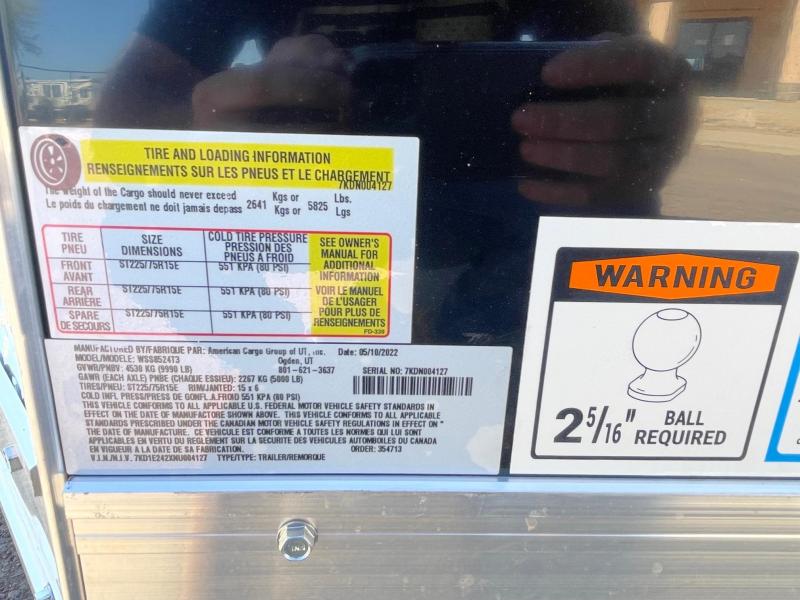 TIRE AND LOADING INFORMATION
RENSEIGNEMENTS SUR LES PNEUS ET LE CHARGEMENT
7KDN004127
The weight of the Cargo should never exceed 2641 Kgs or 5825 Lbs.
Le poids du chargement ne doit jamais depass Kgs or Lgs
TIRE PNEU SIZE DIMENSIONS COLD TIRE PRESSURE PRESSION DES PNEUS A FROID
FRONT AVANT ST225/75R15E 551 KPA (80 PSI)
REAR ARRIÈRE ST225/75R15E 551 KPA (80 PSI)
SPARE DE SECOURS ST225/75R15E 551 KPA (80 PSI)
SEE OWNER'S
MANUAL FOR
ADDITIONAL
INFORMATION
VOIR LE MANUEL
DE L'USAGER
POUR PLUS DE
RENSEIGNEMENTS
FO-339
MANUFACTURED BY/FABRIQUE PAR: American Cargo Group of UT, Inc. Date: 05/10/2022
MODEL/MODELE: WSS8524T3 Ogden, UT
GVWR/PNBV: 4530 KG (9990 LB) 801-621-3637
GAWR (EACH AXLE) PNBE (CHAQUE ESSIEU): 2267 KG (5000 LB) SERIAL NO: 7KDN004127
TIRES/PNEU: ST225/75R15E RIM/JANTED: 15 x 6
COLD INFL PRESS/PRESS DE GONFL.A.FROID 551 KPA (80 PSI)
THIS VEHICLE CONFORMS TO ALL APPLICABLE U.S. FEDERAL MOTOR VEHICLE SAFETY STANDARDS IN
EFFECT ON THE DATE OF MANUFACTORE SHOWN ABOVE. THIS VEHICLE CONFORMS TO ALL APPLICABLE
STANDARDS PRESCRIBED UNDER THE CANADIAN MOTOR VEHICLE SAFETY REGULATIONS IN EFFECT ON "
THE DATE OF MANUFACTURE. CE VEHICULE EST CONFORME A TOUTES LES NORMES QUI LUI SONT
APPLICABLES EN VERTU DU REGLEMENT SUR LA SECURITE DES VEHICULES AUTOMBOILES DU CANADA
EN VIGUEUR A LA DATE DE SA FABRICATION. ORDER: 354713
V.I.N./N.I.V. 7KD1E242XNU004127 TYPE/TYPE: TRAILER/REMORQUE
WARNING
2 5/16" BALL REQUIRED